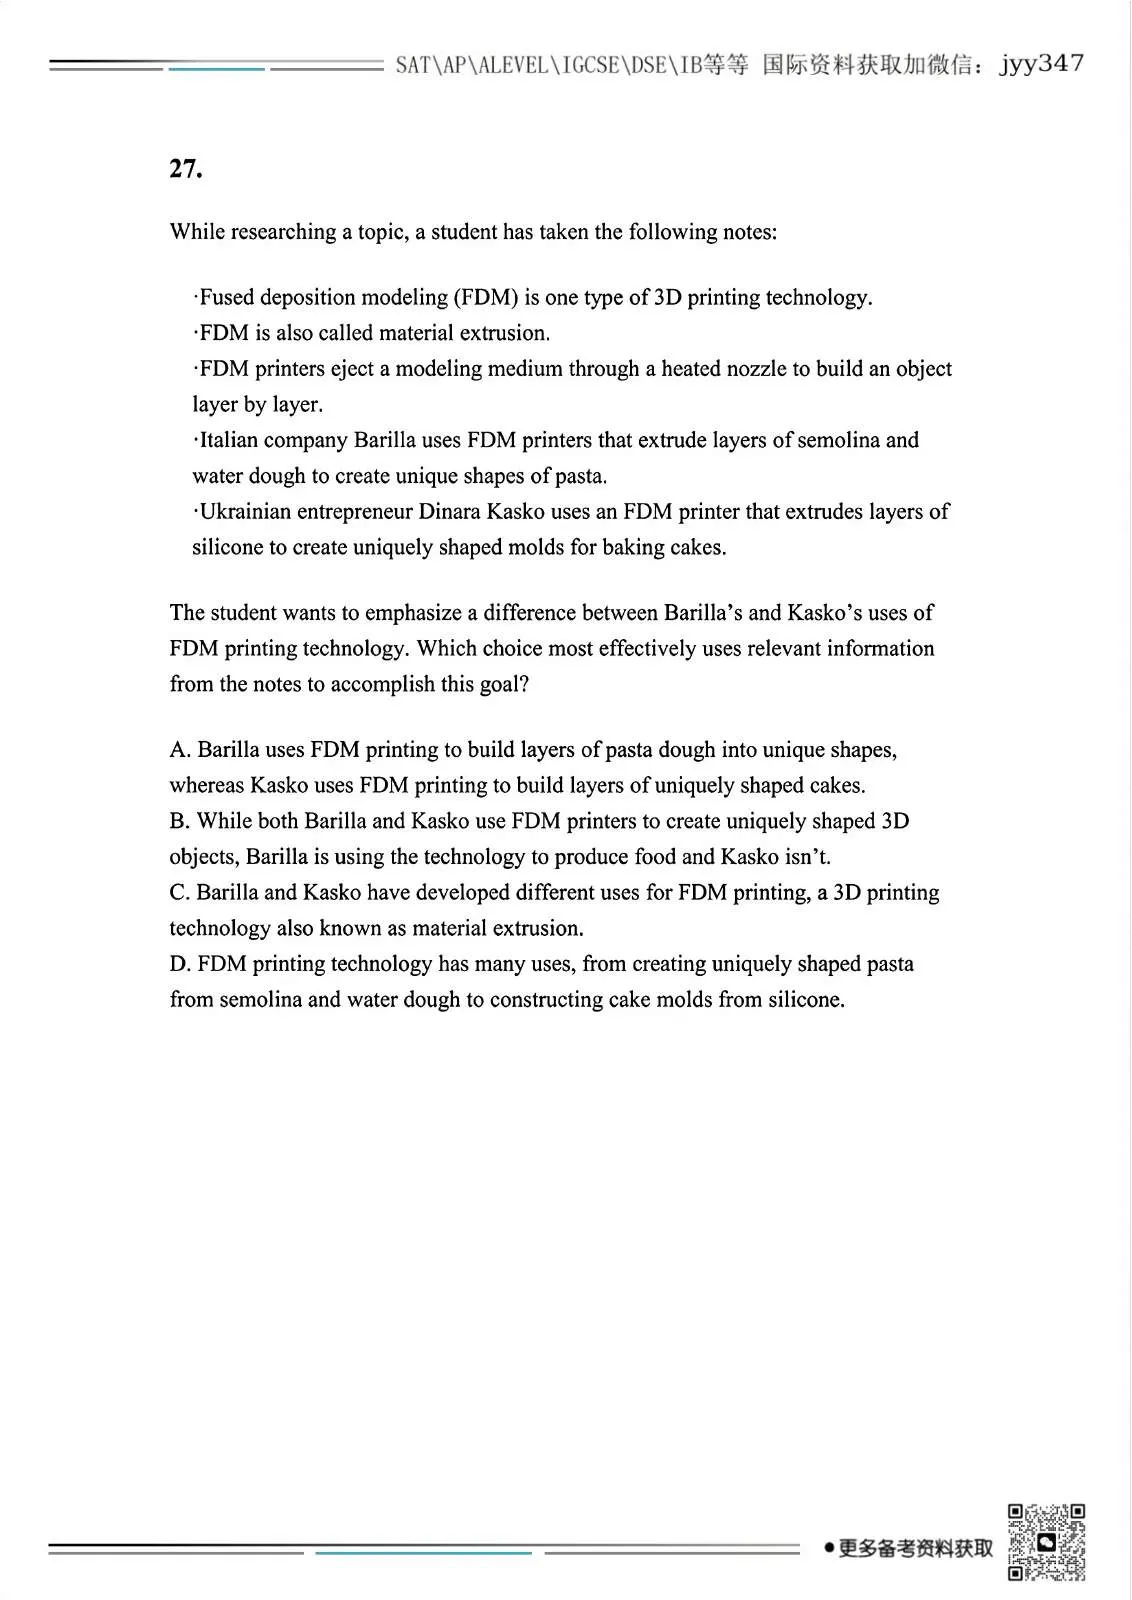 SAT\AP\ALEVEL\IGCSE\DSE\IB等等 国际资料获取加微信: jyy347
27.
While researching a topic, a student has taken the following notes:
·Fused deposition modeling (FDM) is one type of 3D printing technology.
·FDM is also called material extrusion.
·FDM printers eject a modeling medium through a heated nozzle to build an object
layer by layer.
·Italian company Barilla uses FDM printers that extrude layers of semolina and
water dough to create unique shapes of pasta.
·Ukrainian entrepreneur Dinara Kasko uses an FDM printer that extrudes layers of
silicone to create uniquely shaped molds for baking cakes.
The student wants to emphasize a difference between Barilla’s and Kasko’s uses of
FDM printing technology. Which choice most effectively uses relevant information
from the notes to accomplish this goal?
A. Barilla uses FDM printing to build layers of pasta dough into unique shapes,
whereas Kasko uses FDM printing to build layers of uniquely shaped cakes.
B. While both Barilla and Kasko use FDM printers to create uniquely shaped 3D
objects, Barilla is using the technology to produce food and Kasko isn’t.
C. Barilla and Kasko have developed different uses for FDM printing, a 3D printing
technology also known as material extrusion.
D. FDM printing technology has many uses, from creating uniquely shaped pasta
from semolina and water dough to constructing cake molds from silicone.
●更多备考资料获取